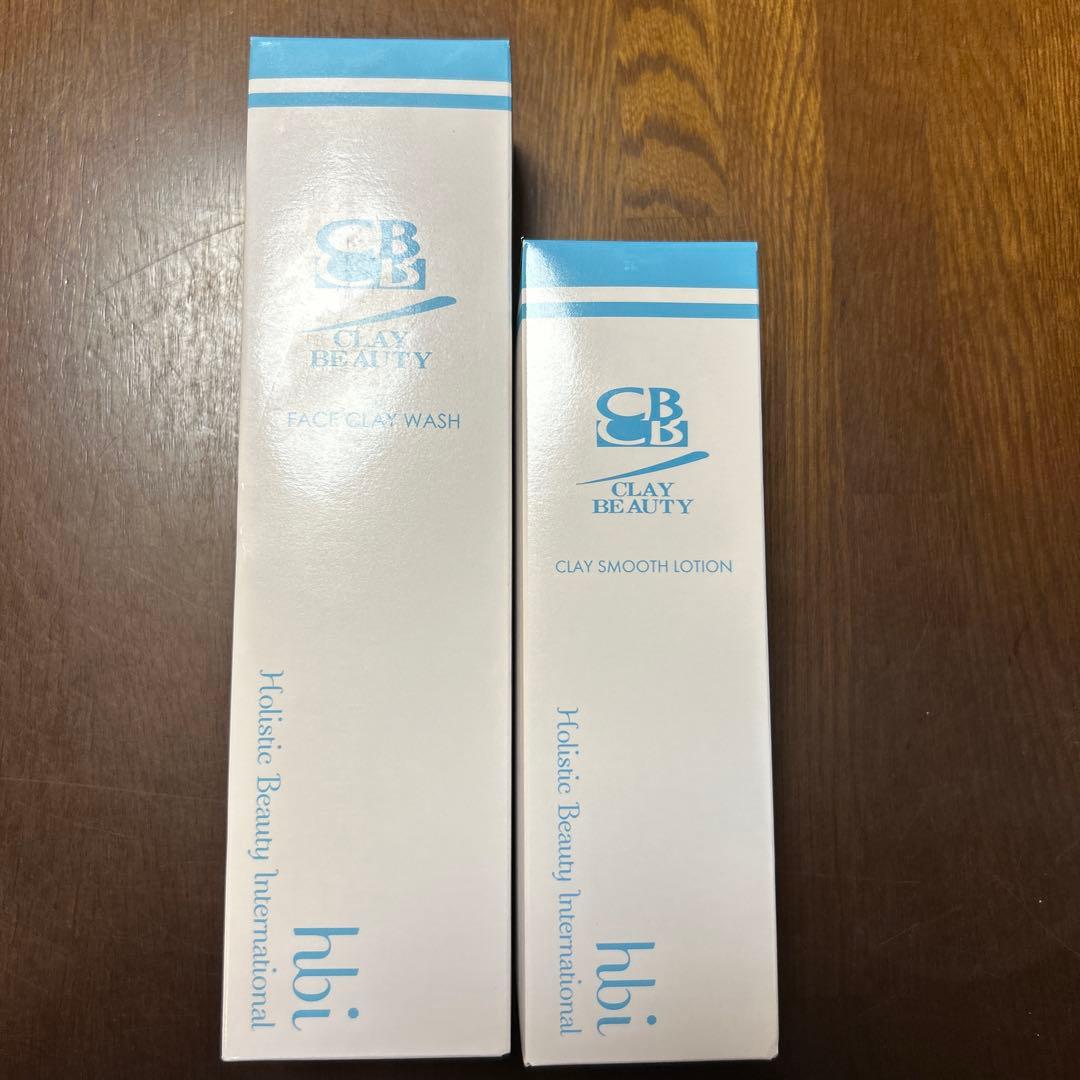 CB
CLAY
BEAUTY
FACE CLAY WASH
Holistic Beauty International
hbi
CB
CLAY
BEAUTY
CLAY SMOOTH LOTION
Holistic Beauty International
hbi